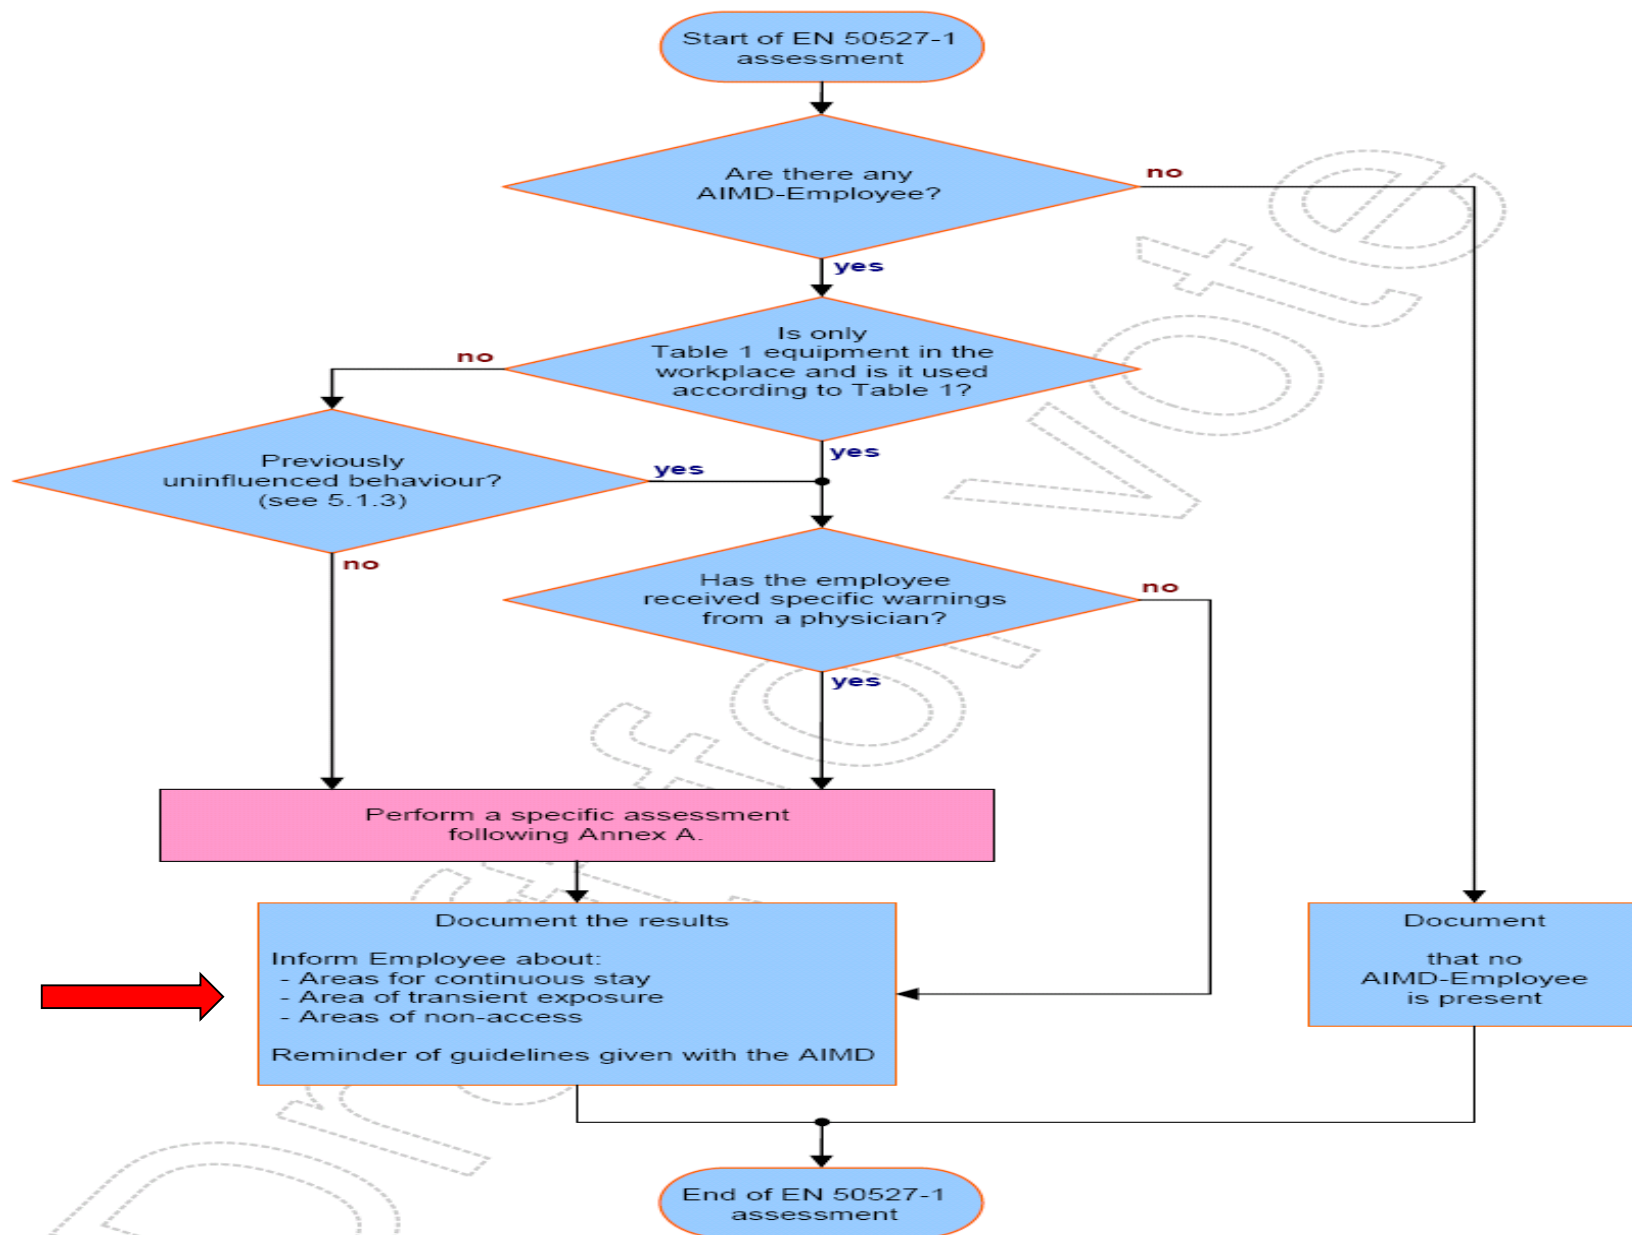 Start of EN 50527-1
assessment
Are there any
AIMD-Employee?
no
yes
Is only
Table 1 equipment in the
workplace and is it used
according to Table 1?
no
yes
Previously
uninfluenced behaviour?
(see 5.1.3)
yes
no
Has the employee
received specific warnings
from a physician?
no
yes
Perform a specific assessment
following Annex A.
Document the results
Inform Employee about:
- Areas for continuous stay
- Area of transient exposure
- Areas of non-access
Reminder of guidelines given with the AIMD
Document
that no
AIMD-Employee
is present
End of EN 50527-1
assessment
Draft for vote